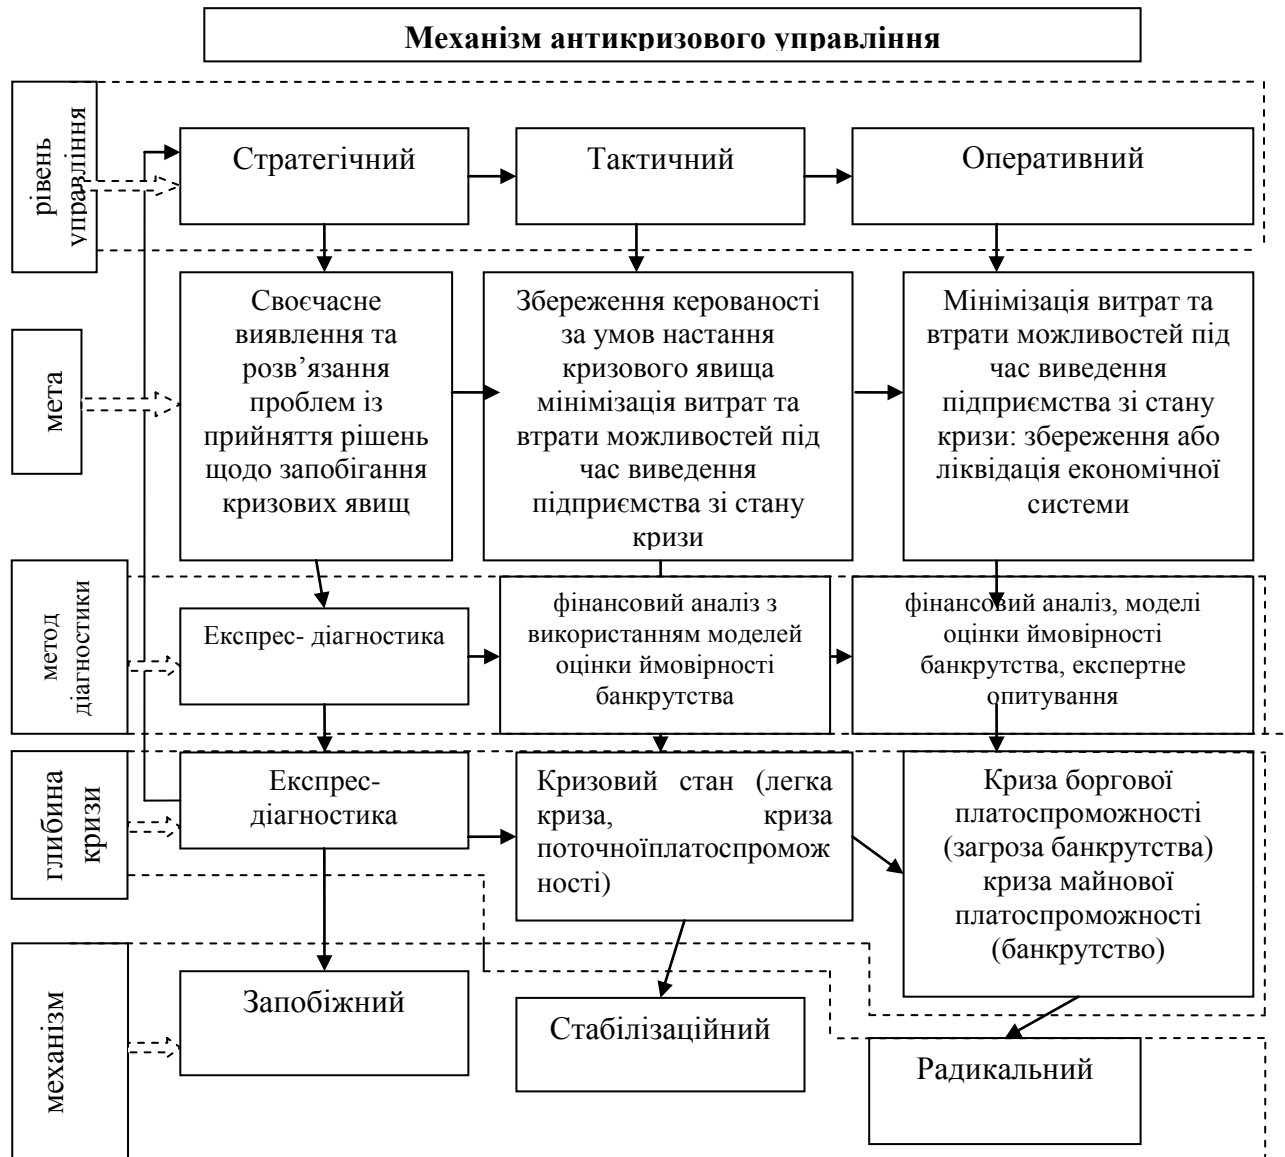 Механізм антикризового управління
рівень
управління
Стратегічний
Тактичний
Оперативний
мета
Своєчасне
виявлення та
розв’язання
проблем із
прийняття рішень
щодо запобігання
кризових явищ
Збереження керованості
за умов настання
кризового явища
мінімізація витрат та
втрати можливостей під
час виведення
підприємства зі стану
кризи
Мінімізація витрат та
втрати можливостей під
час виведення
підприємства зі стану
кризи: збереження або
ліквідація економічної
системи
метод
діагностики
Експрес- діагностика
фінансовий аналіз з
використанням моделей
оцінки ймовірності
банкрутства
фінансовий аналіз, моделі
оцінки ймовірності
банкрутства, експертне
опитування
глибина
кризи
Експрес-
діагностика
Кризовий стан (легка
криза, криза
поточноїплатоспромож
ності)
Криза боргової
платоспроможності
(загроза банкрутства)
криза майнової
платоспроможності
(банкрутство)
механізм
Запобіжний
Стабілізаційний
Радикальний